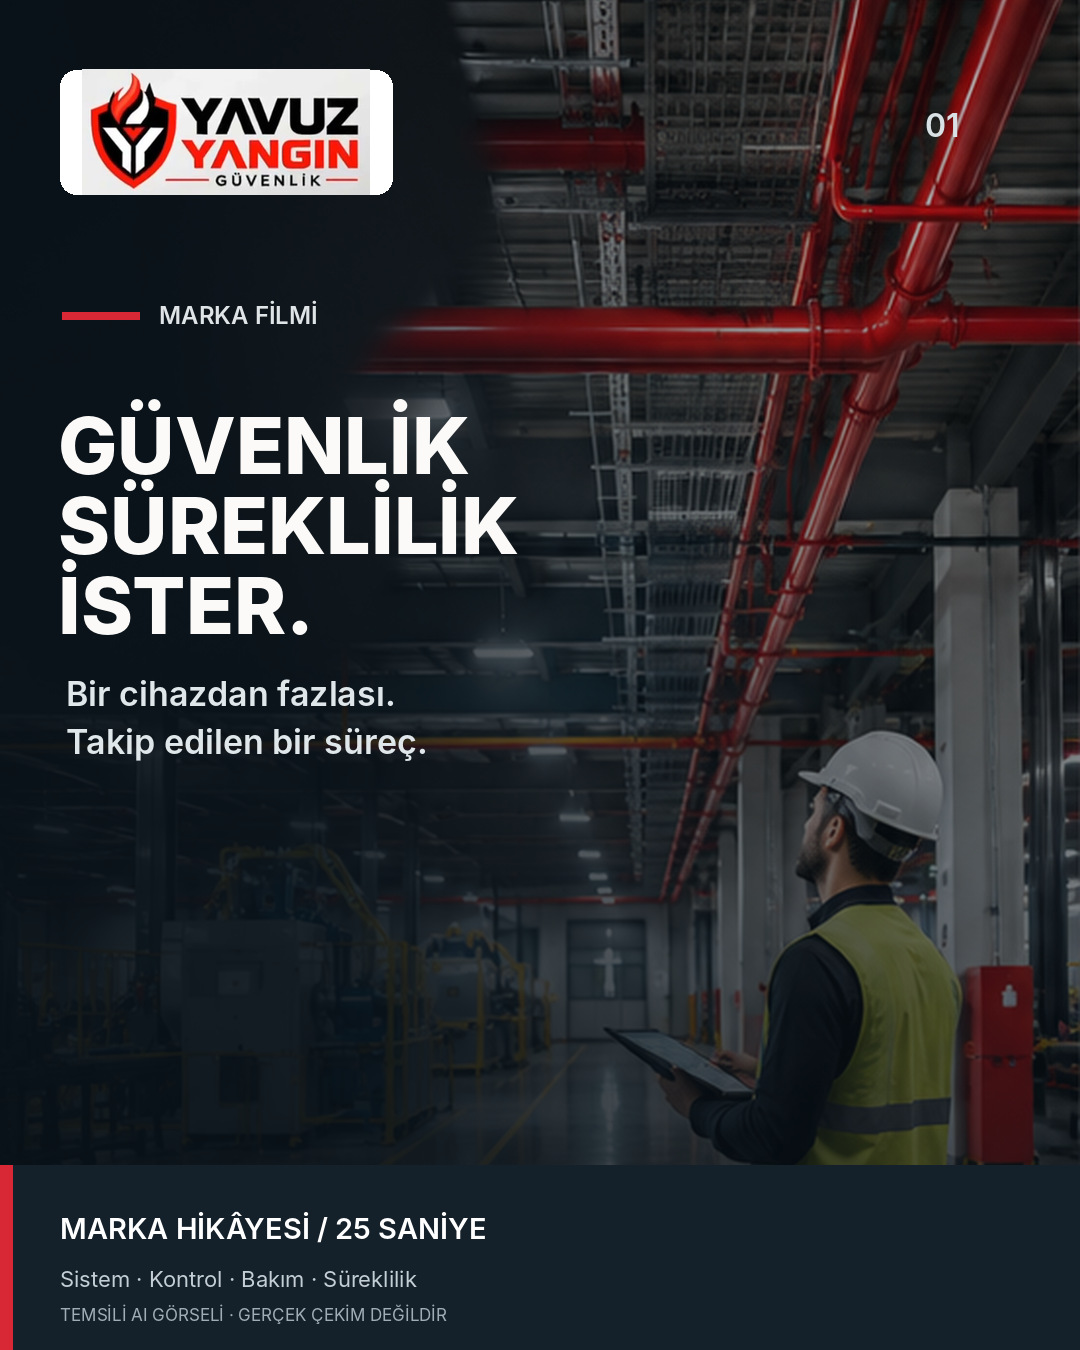 YAVUZ
YANGIN
GÜVENLİK
01
MARKA FİLMİ
GÜVENLİK
SÜREKLİLİK
İSTER.
Bir cihazdan fazlası.
Takip edilen bir süreç.
MARKA HİKÂYESİ / 25 SANİYE
Sistem · Kontrol · Bakım · Süreklilik
TEMSİLİ AI GÖRSELİ · GERÇEK ÇEKİM DEĞİLDİR